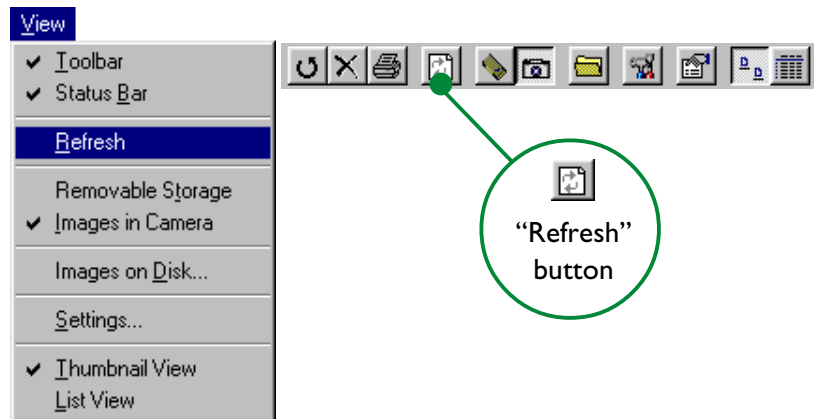 View
Toolbar
Status Bar
Refresh
Removable Storage
Images in Camera
Images on Disk...
Settings...
Thumbnail View
List View
“Refresh”
button